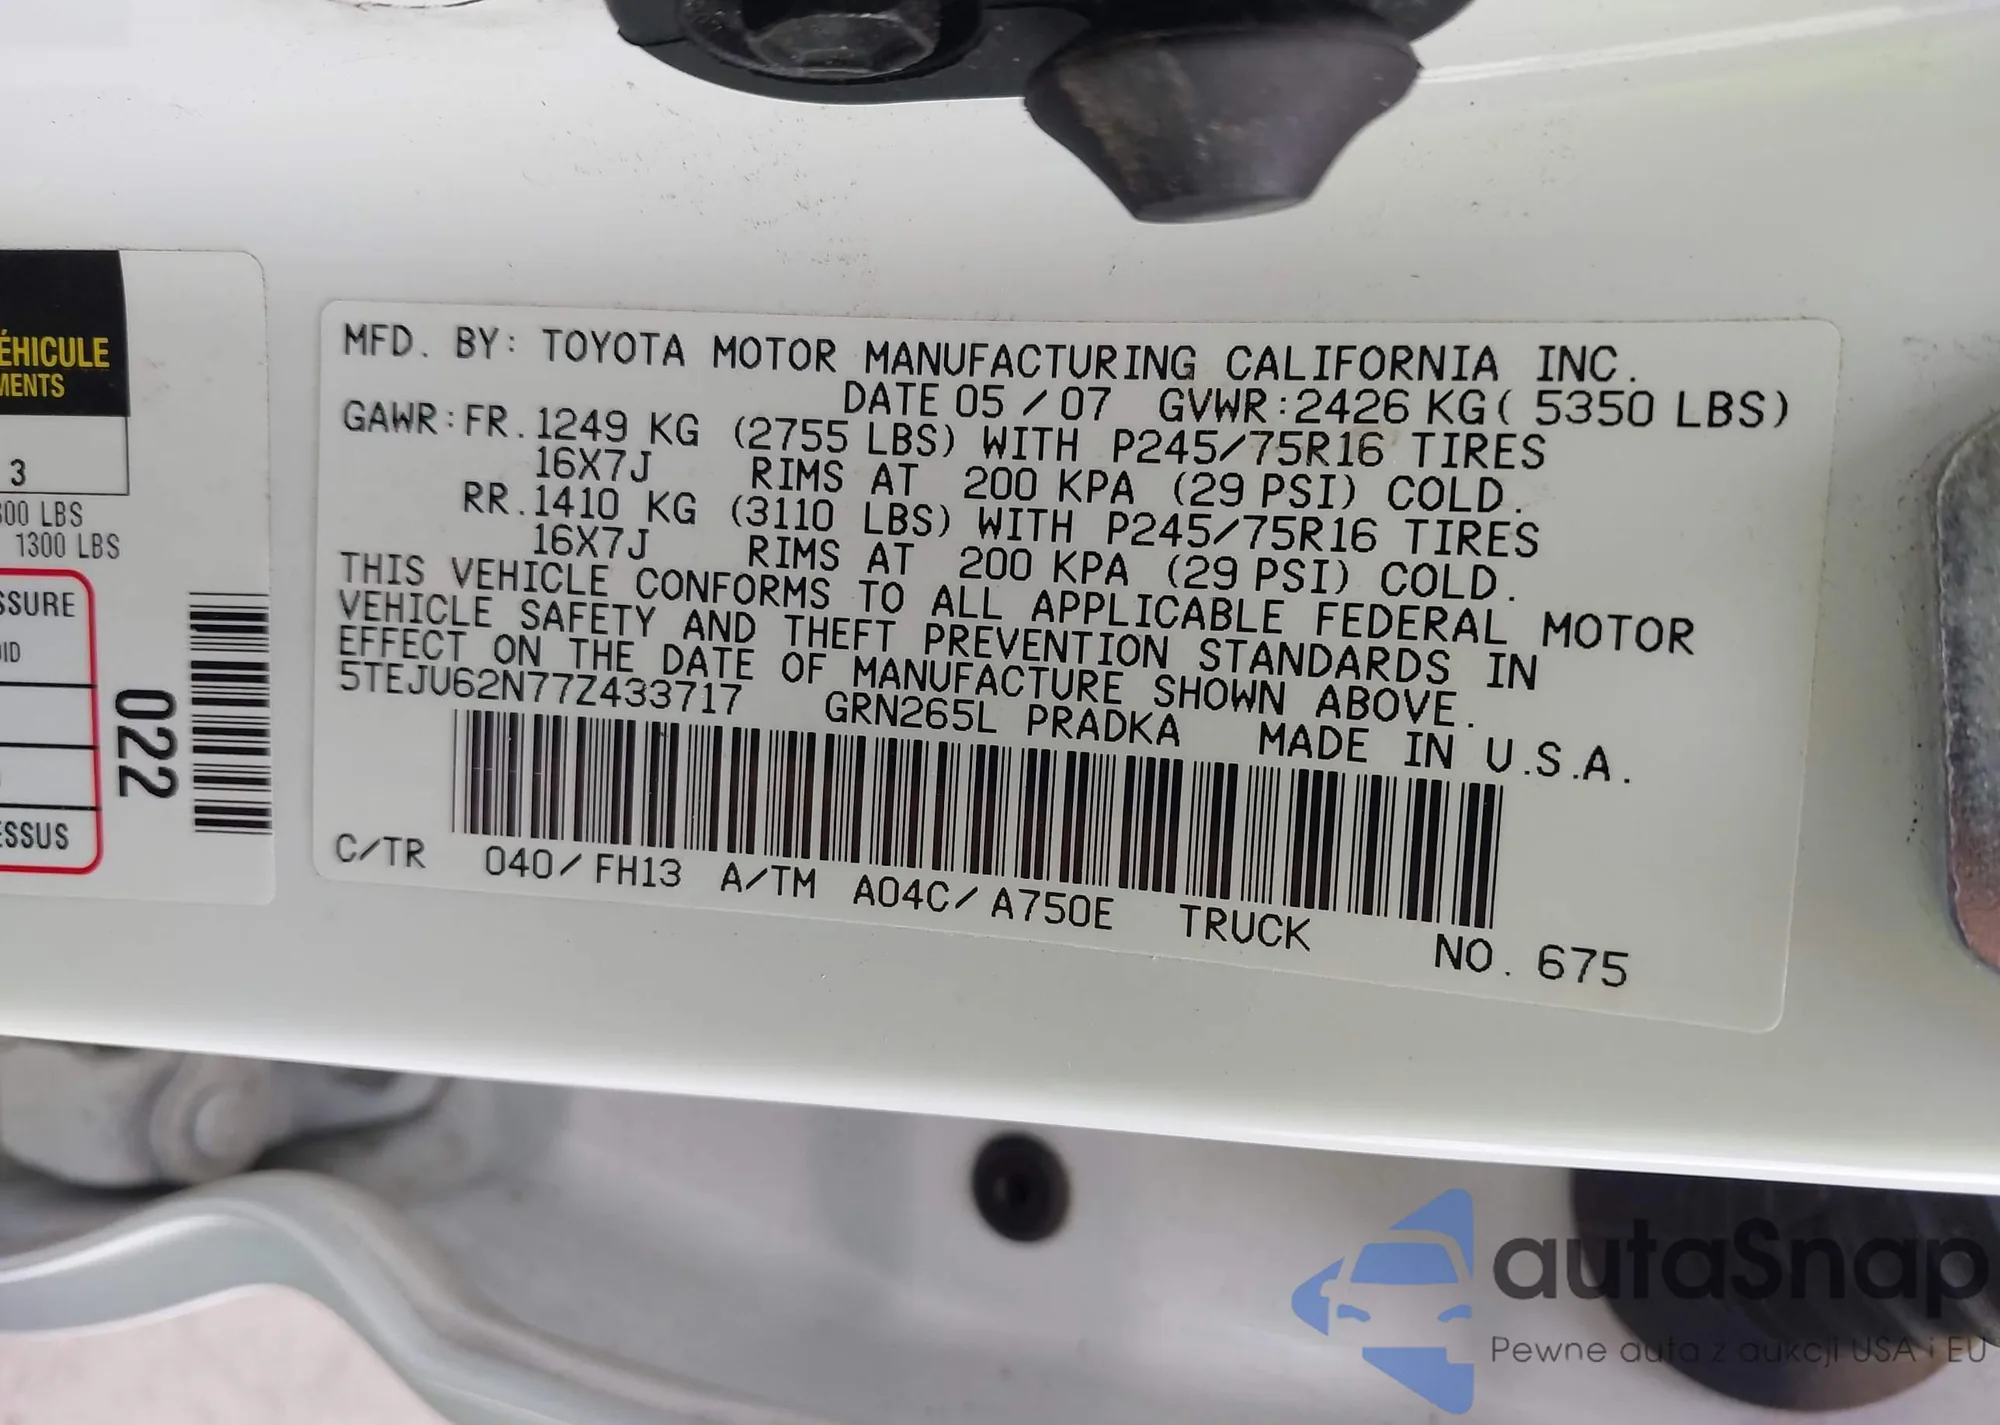 ÉHICULE
MENTS
3
00 LBS
1300 LBS
SSURE
ID
ESSUS
022
MFD. BY: TOYOTA MOTOR MANUFACTURING CALIFORNIA INC.
DATE 05 / 07 GVWR:2426 KG( 5350 LBS)
GAWR:FR.1249 KG (2755 LBS) WITH P245/75R16 TIRES
16X7J RIMS AT 200 KPA (29 PSI) COLD.
RR.1410 KG (3110 LBS) WITH P245/75R16 TIRES
16X7J RIMS AT 200 KPA (29 PSI) COLD.
THIS VEHICLE CONFORMS TO ALL APPLICABLE FEDERAL MOTOR
VEHICLE SAFETY AND THEFT PREVENTION STANDARDS IN
EFFECT ON THE DATE OF MANUFACTURE SHOWN ABOVE.
5TEJU62N77Z433717 GRN265L PRADKA MADE IN U.S.A.
C/TR 040/FH13 A/TM A04C/A750E TRUCK NO. 675
autaSnap
Pewne auta z aukcji USA i EU